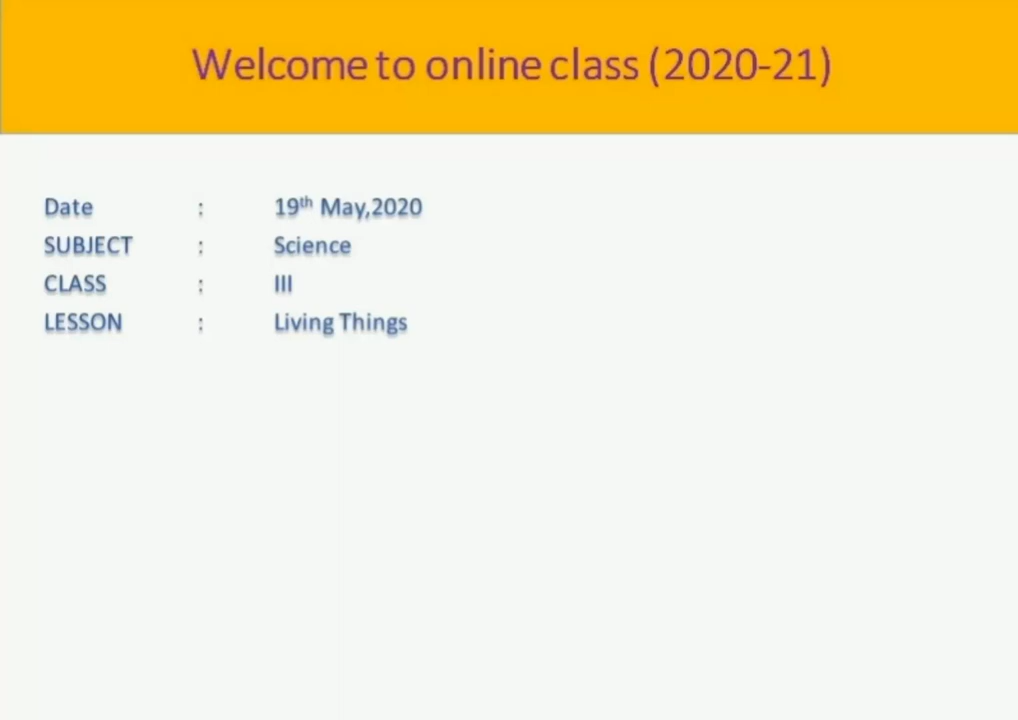 Welcome to online class (2020-21)
Date : 19th May,2020
SUBJECT : Science
CLASS : III
LESSON : Living Things